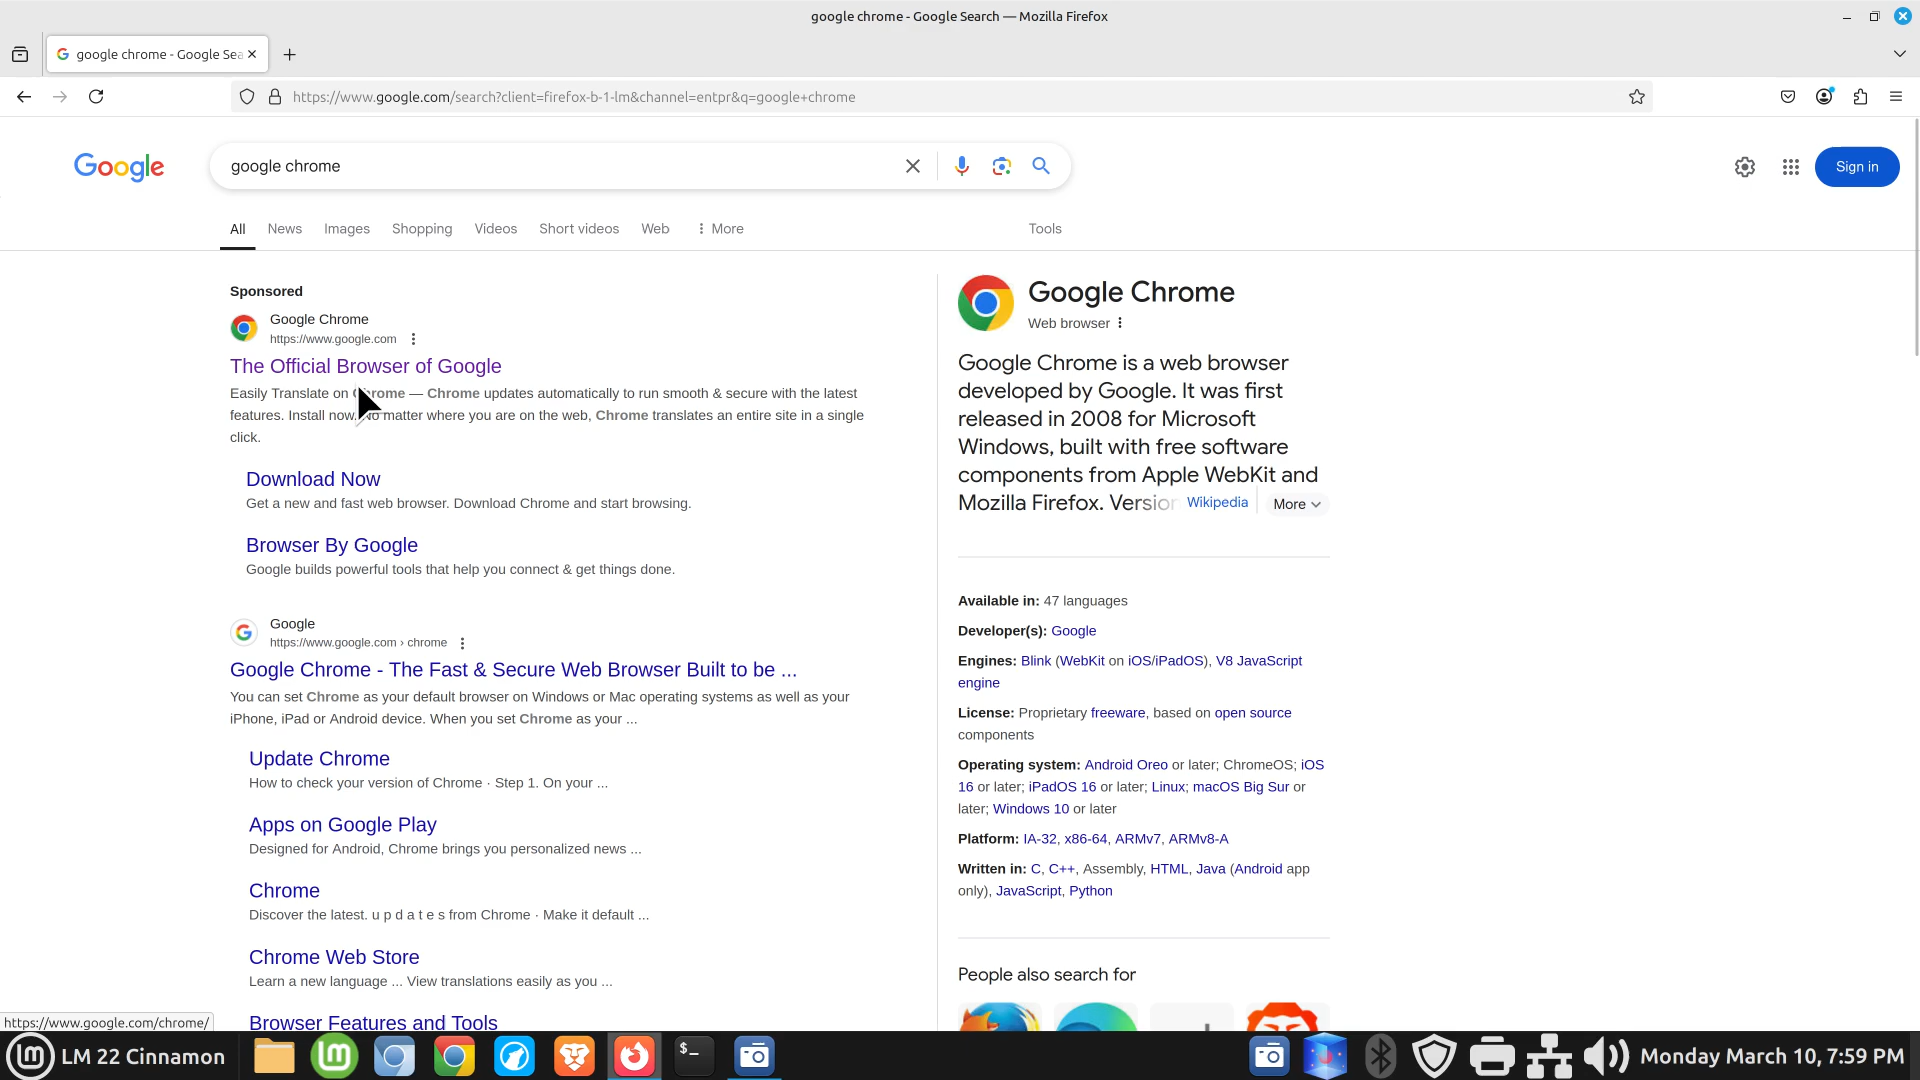 google chrome - Google Search — Mozilla Firefox
google chrome - Google Sea
https://www.google.com/search?client=firefox-b-1-lm&channel=entpr&q=google+chrome
Google
google chrome
Sign in
All
News
Images
Shopping
Videos
Short videos
Web
More
Tools
Sponsored
Google Chrome
https://www.google.com
The Official Browser of Google
Easily Translate on Chrome — Chrome updates automatically to run smooth & secure with the latest
features. Install now. No matter where you are on the web, Chrome translates an entire site in a single
click.
Download Now
Get a new and fast web browser. Download Chrome and start browsing.
Browser By Google
Google builds powerful tools that help you connect & get things done.
Google
https://www.google.com › chrome
Google Chrome - The Fast & Secure Web Browser Built to be ...
You can set Chrome as your default browser on Windows or Mac operating systems as well as your
iPhone, iPad or Android device. When you set Chrome as your ...
Update Chrome
How to check your version of Chrome · Step 1. On your ...
Apps on Google Play
Designed for Android, Chrome brings you personalized news ...
Chrome
Discover the latest. u p d a t e s from Chrome · Make it default ...
Chrome Web Store
Learn a new language ... View translations easily as you ...
Browser Features and Tools
Google Chrome
Web browser
Google Chrome is a web browser
developed by Google. It was first
released in 2008 for Microsoft
Windows, built with free software
components from Apple WebKit and
Mozilla Firefox. Version Wikipedia More
Available in: 47 languages
Developer(s): Google
Engines: Blink (WebKit on iOS/iPadOS), V8 JavaScript
engine
License: Proprietary freeware, based on open source
components
Operating system: Android Oreo or later; ChromeOS; iOS
16 or later; iPadOS 16 or later; Linux; macOS Big Sur or
later; Windows 10 or later
Platform: IA-32, x86-64, ARMv7, ARMv8-A
Written in: C, C++, Assembly, HTML, Java (Android app
only), JavaScript, Python
People also search for
https://www.google.com/chrome/
LM 22 Cinnamon
Monday March 10, 7:59 PM